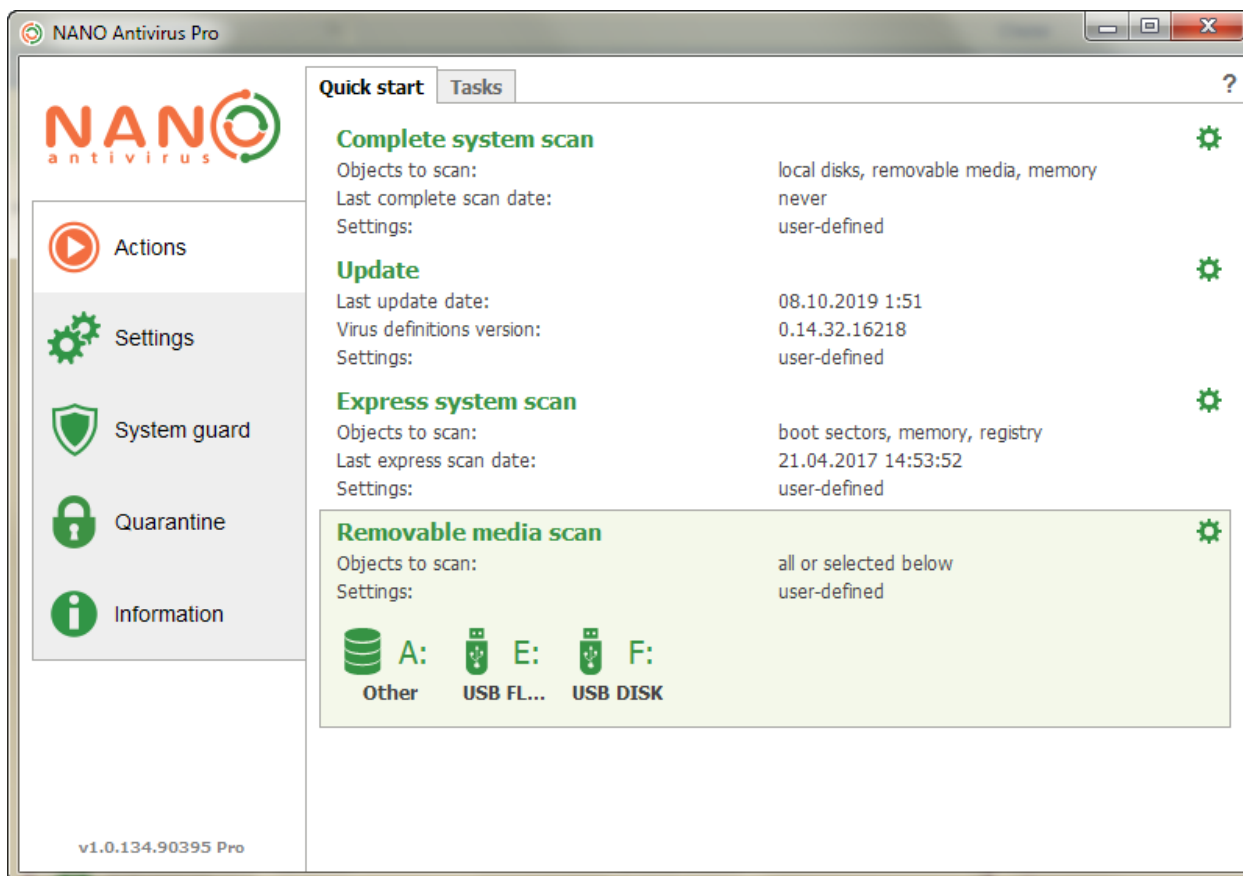 NANO Antivirus Pro
NANO
antivirus
Actions
Settings
System guard
Quarantine
Information
v1.0.134.90395 Pro
Quick start Tasks ?
Complete system scan
Objects to scan: local disks, removable media, memory
Last complete scan date: never
Settings: user-defined
Update
Last update date: 08.10.2019 1:51
Virus definitions version: 0.14.32.16218
Settings: user-defined
Express system scan
Objects to scan: boot sectors, memory, registry
Last express scan date: 21.04.2017 14:53:52
Settings: user-defined
Removable media scan
Objects to scan: all or selected below
Settings: user-defined
A: E: F:
Other USB FL... USB DISK